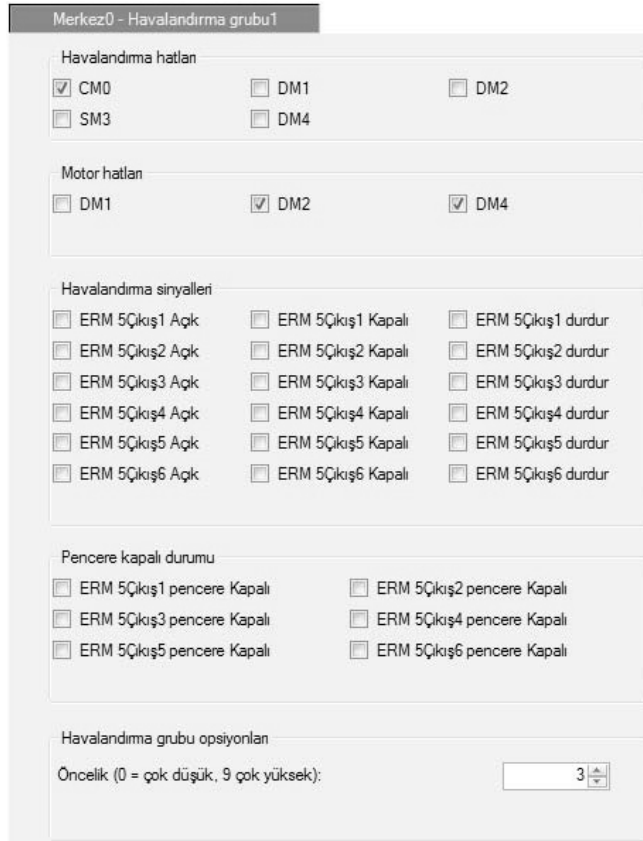 Merkez0 - Havalandırma grubu1
Havalandırma hatları
CM0 DM1 DM2
SM3 DM4
Motor hatları
DM1 DM2 DM4
Havalandırma sinyalleri
ERM 5Çıkış1 Açık ERM 5Çıkış1 Kapalı ERM 5Çıkış1 durdur
ERM 5Çıkış2 Açık ERM 5Çıkış2 Kapalı ERM 5Çıkış2 durdur
ERM 5Çıkış3 Açık ERM 5Çıkış3 Kapalı ERM 5Çıkış3 durdur
ERM 5Çıkış4 Açık ERM 5Çıkış4 Kapalı ERM 5Çıkış4 durdur
ERM 5Çıkış5 Açık ERM 5Çıkış5 Kapalı ERM 5Çıkış5 durdur
ERM 5Çıkış6 Açık ERM 5Çıkış6 Kapalı ERM 5Çıkış6 durdur
Pencere kapalı durumu
ERM 5Çıkış1 pencere Kapalı ERM 5Çıkış2 pencere Kapalı
ERM 5Çıkış3 pencere Kapalı ERM 5Çıkış4 pencere Kapalı
ERM 5Çıkış5 pencere Kapalı ERM 5Çıkış6 pencere Kapalı
Havalandırma grubu opsiyonları
Öncelik (0 = çok düşük, 9 çok yüksek): 3